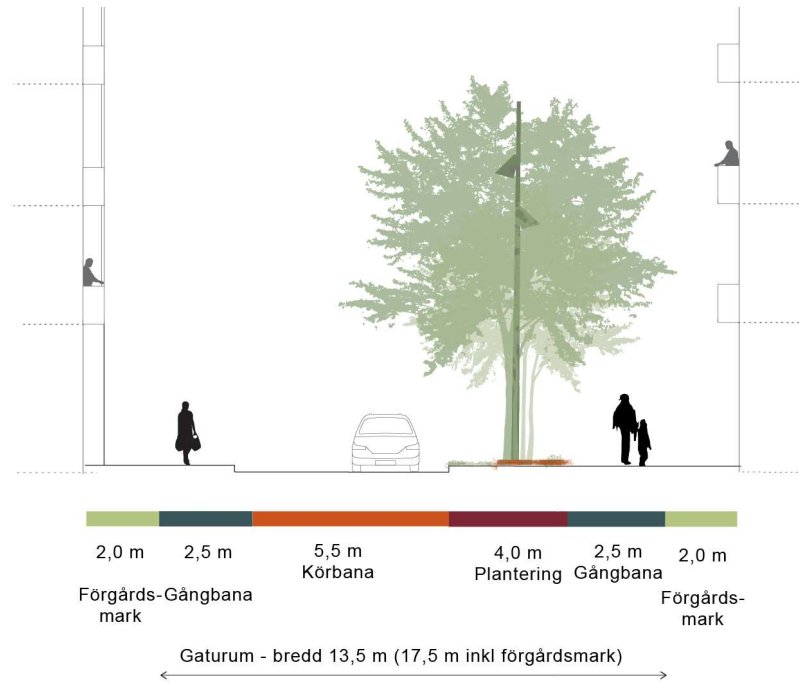 2,0 m 2,5 m 5,5 m 4,0 m 2,5 m 2,0 m
Körbana Plantering Gångbana
Förgårds- Gångbana Förgårds-
mark mark
Gaturum - bredd 13,5 m (17,5 m inkl förgårdsmark)